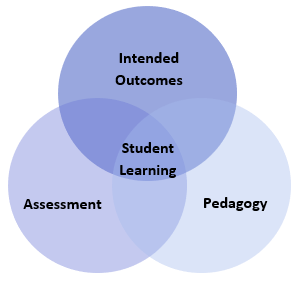 Intended
Outcomes
Student
Learning
Assessment
Pedagogy